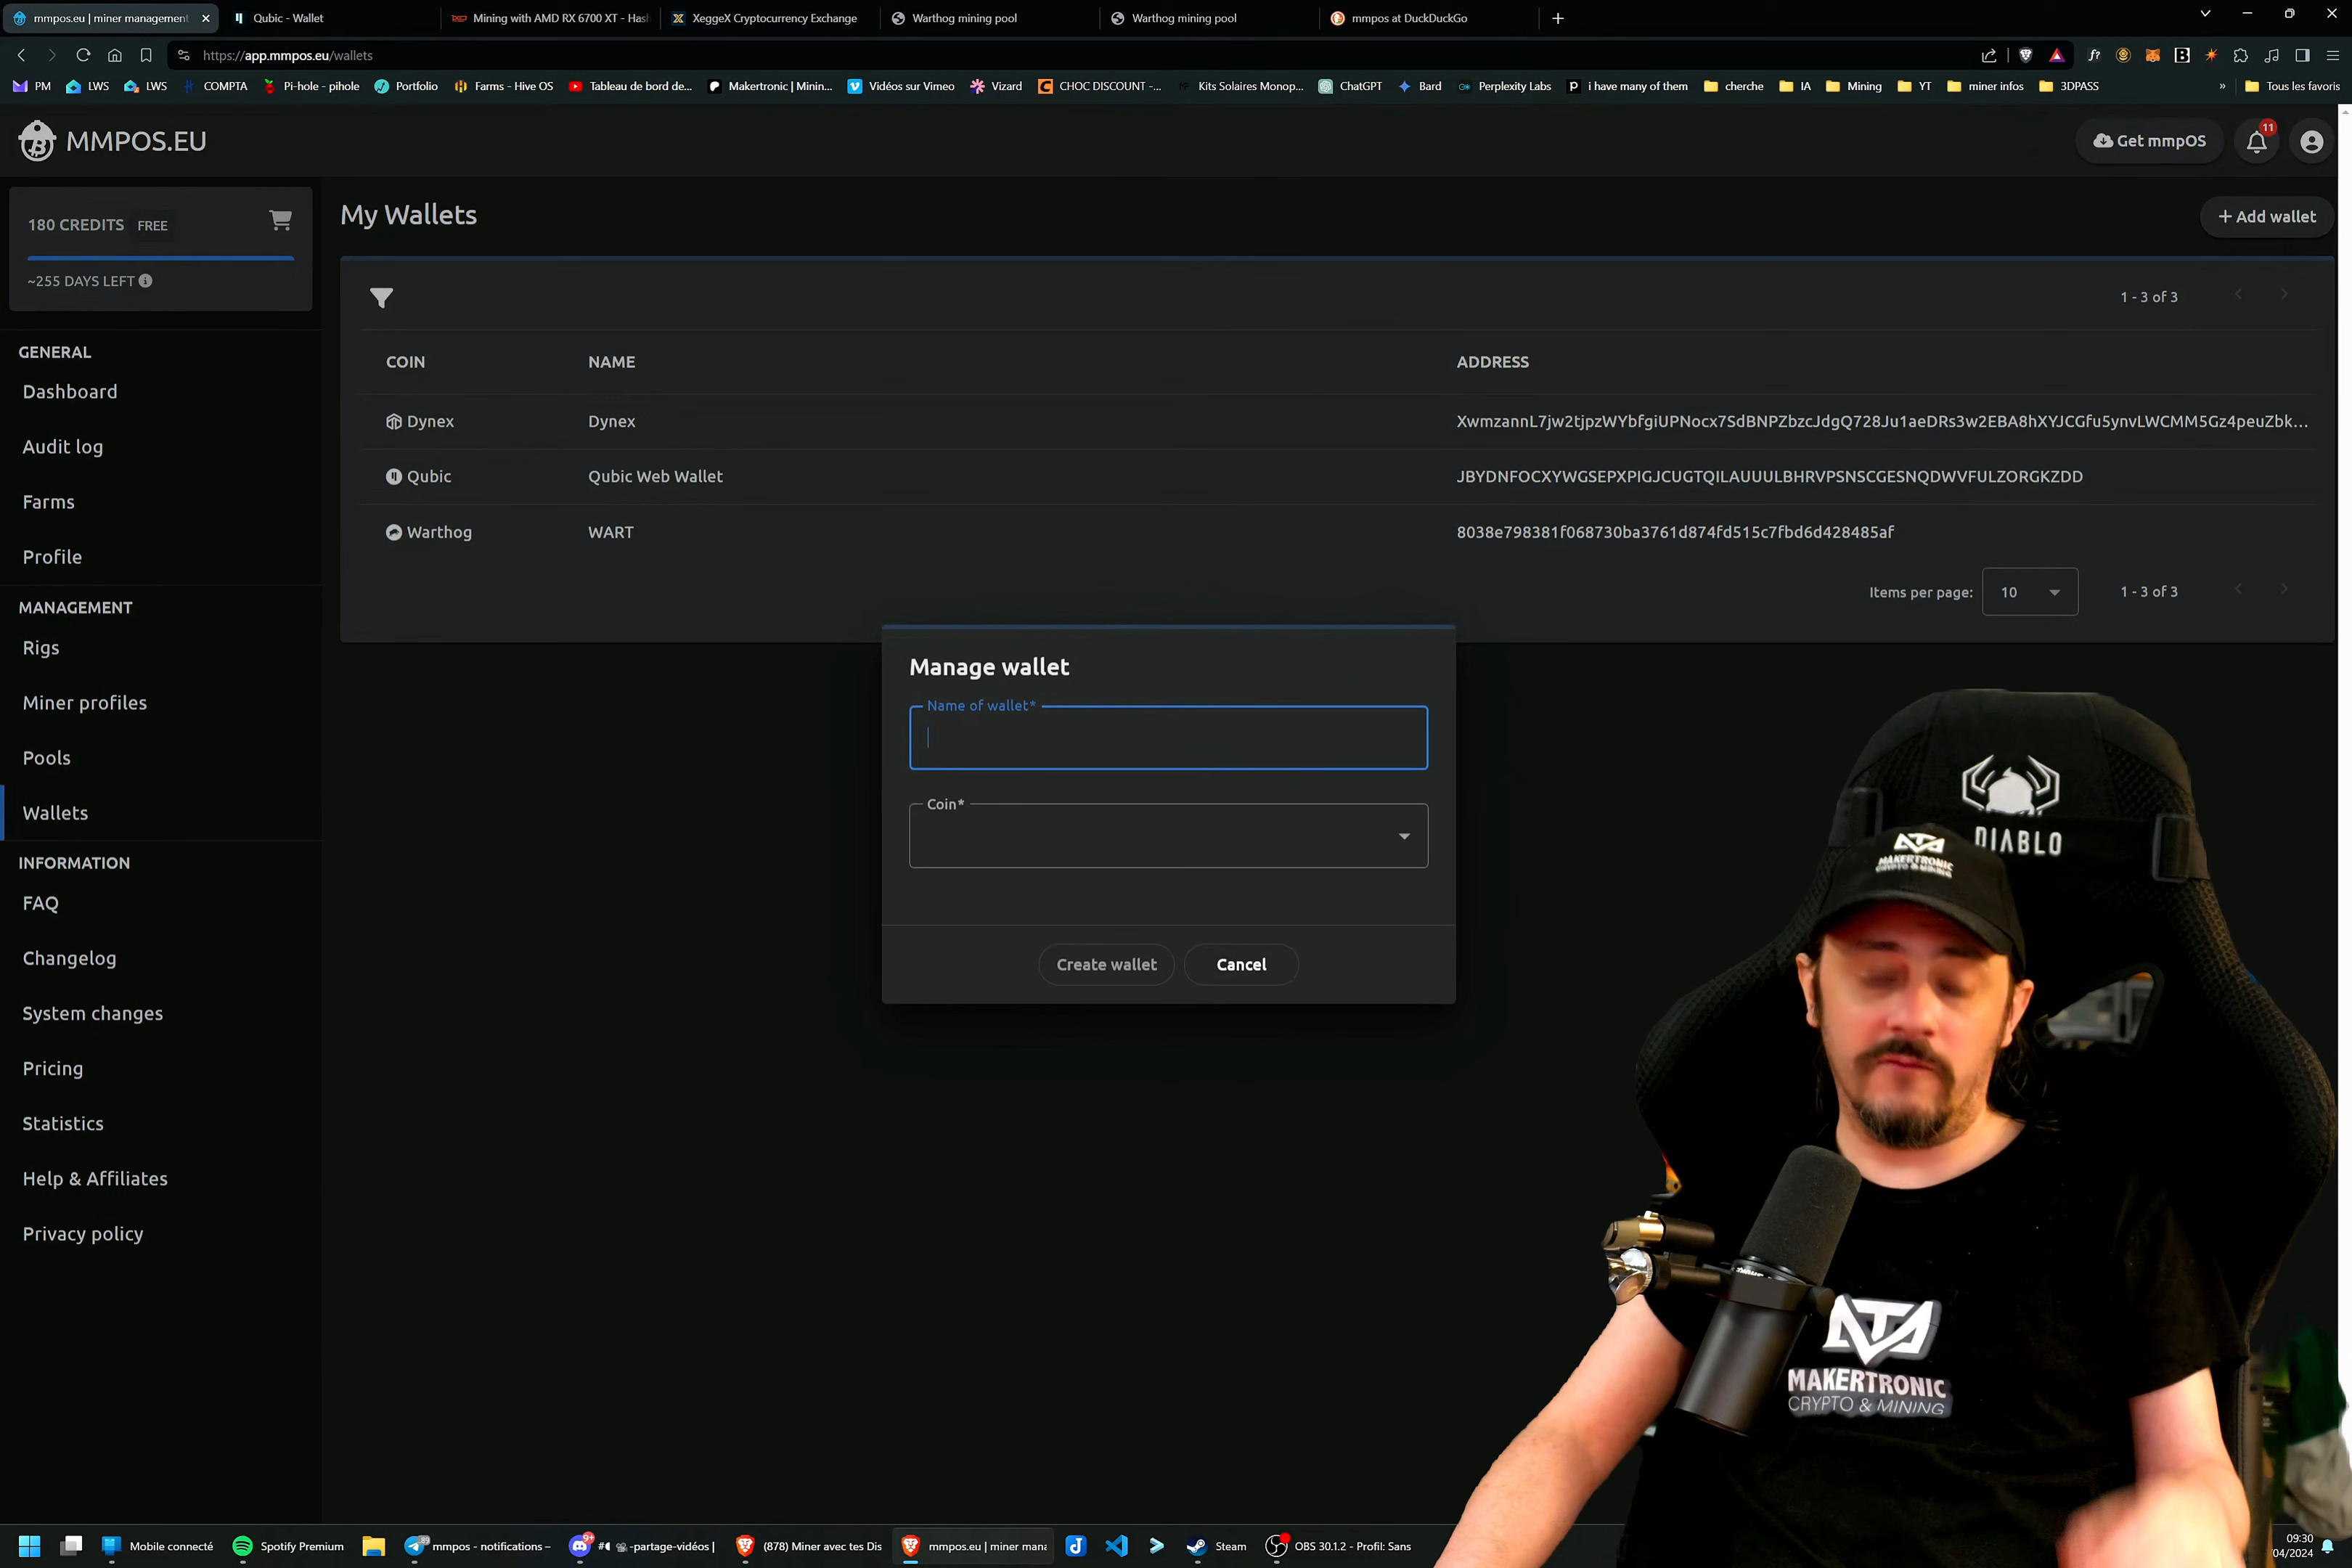 mmpos.eu | miner management
Qubic - Wallet
Mining with AMD RX 6700 XT - Hash
XeggeX Cryptocurrency Exchange
Warthog mining pool
Warthog mining pool
mmpos at DuckDuckGo
https://app.mmpos.eu/wallets
PM
LWS
LWS
COMPTA
Pi-hole - pihole
Portfolio
Farms - Hive OS
Tableau de bord de...
Makertronic | Minin...
Vidéos sur Vimeo
Vizard
CHOC DISCOUNT -...
Kits Solaires Monop...
ChatGPT
Bard
Perplexity Labs
i have many of them
cherche
IA
Mining
YT
miner infos
3DPASS
»
Tous les favoris
MMPOS.EU
Get mmpOS
11
180 CREDITS FREE
~255 DAYS LEFT
My Wallets
+ Add wallet
1 - 3 of 3
COIN NAME ADDRESS
Dynex Dynex XwmzannL7jw2tjpzWYbfgiUPNocx7SdBNPZbzcJdgQ728Ju1aeDRs3w2EBA8hXYJCGfu5ynvLWCMM5Gz4peuZbk...
Qubic Qubic Web Wallet JBYDNFOCXYWGSEPXPIGJCUGTQILAUUULBHRVPSNSCGESNQDWVFULZORGKZDD
Warthog WART 8038e798381f068730ba3761d874fd515c7fbd6d428485af
Items per page: 10 1 - 3 of 3
GENERAL
Dashboard
Audit log
Farms
Profile
MANAGEMENT
Rigs
Miner profiles
Pools
Wallets
INFORMATION
FAQ
Changelog
System changes
Pricing
Statistics
Help & Affiliates
Privacy policy
Manage wallet
Name of wallet*
Coin*
Create wallet
Cancel
DIABLO
MAKERTRONIC
CRYPTO & MINING
MAKERTRONIC
CRYPTO & MINING
Mobile connecté
Spotify Premium
mmpos - notifications –
-partage-vidéos |
(878) Miner avec tes Dis
mmpos.eu | miner mana
Steam
OBS 30.1.2 - Profil: Sans
09:30
04/2024